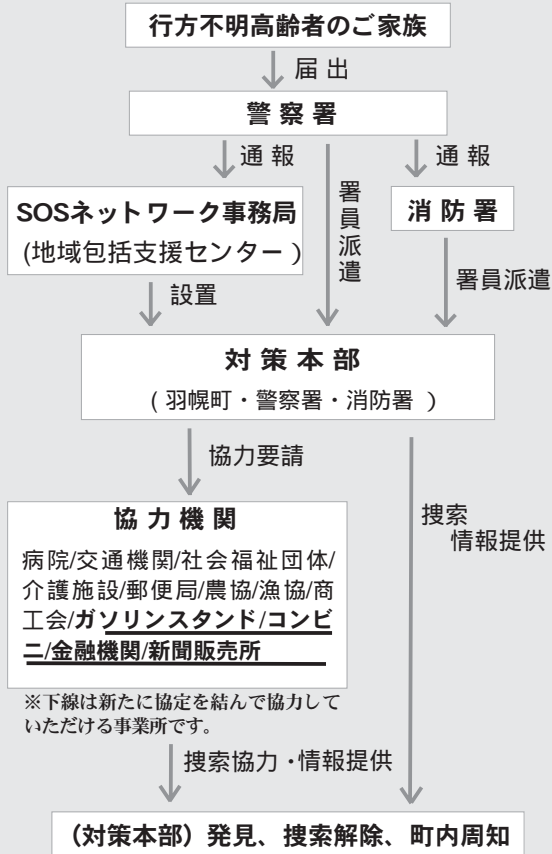 行方不明高齢者のご家族
届出
警察署
通報
通報
署員派遣
SOSネットワーク事務局
(地域包括支援センター)
消防署
設置
署員派遣
対策本部
(羽幌町・警察署・消防署)
協力要請
捜索
情報提供
協力機関
病院/交通機関/社会福祉団体/
介護施設/郵便局/農協/漁協/商
工会/ガソリンスタンド/コンビ
ニ/金融機関/新聞販売所
※下線は新たに協定を結んで協力して
いただける事業所です。
捜索協力・情報提供
(対策本部)発見、捜索解除、町内周知